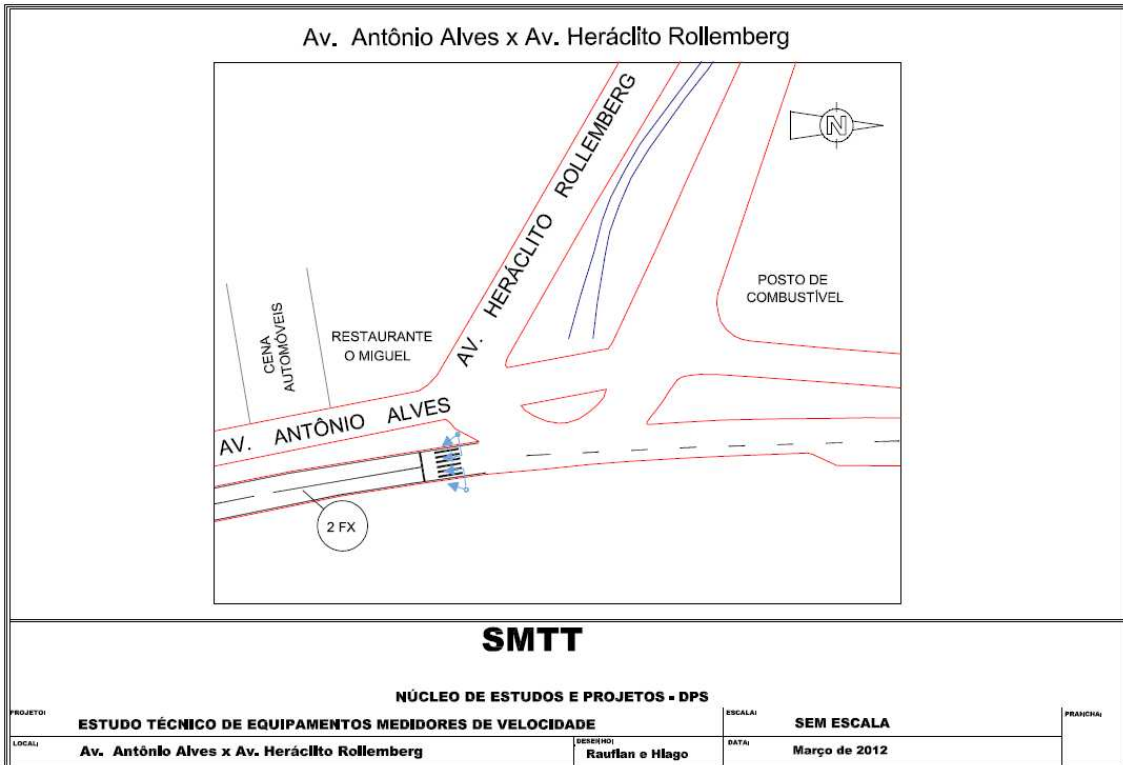 Av. Antônio Alves x Av. Heráclito Rollemberg
AV. HERÁCLITO ROLLEMBERG
N
POSTO DE
COMBUSTÍVEL
CENA
AUTOMÓVEIS
RESTAURANTE
O MIGUEL
AV. ANTÔNIO ALVES
2 FX
SMTT
NÚCLEO DE ESTUDOS E PROJETOS - DPS
PROJETO:
ESTUDO TÉCNICO DE EQUIPAMENTOS MEDIDORES DE VELOCIDADE
ESCALA:
SEM ESCALA
PRANCHA:
LOCAL:
Av. Antônio Alves x Av. Heráclito Rollemberg
DESENHO:
Rauflan e Hiago
DATA:
Março de 2012